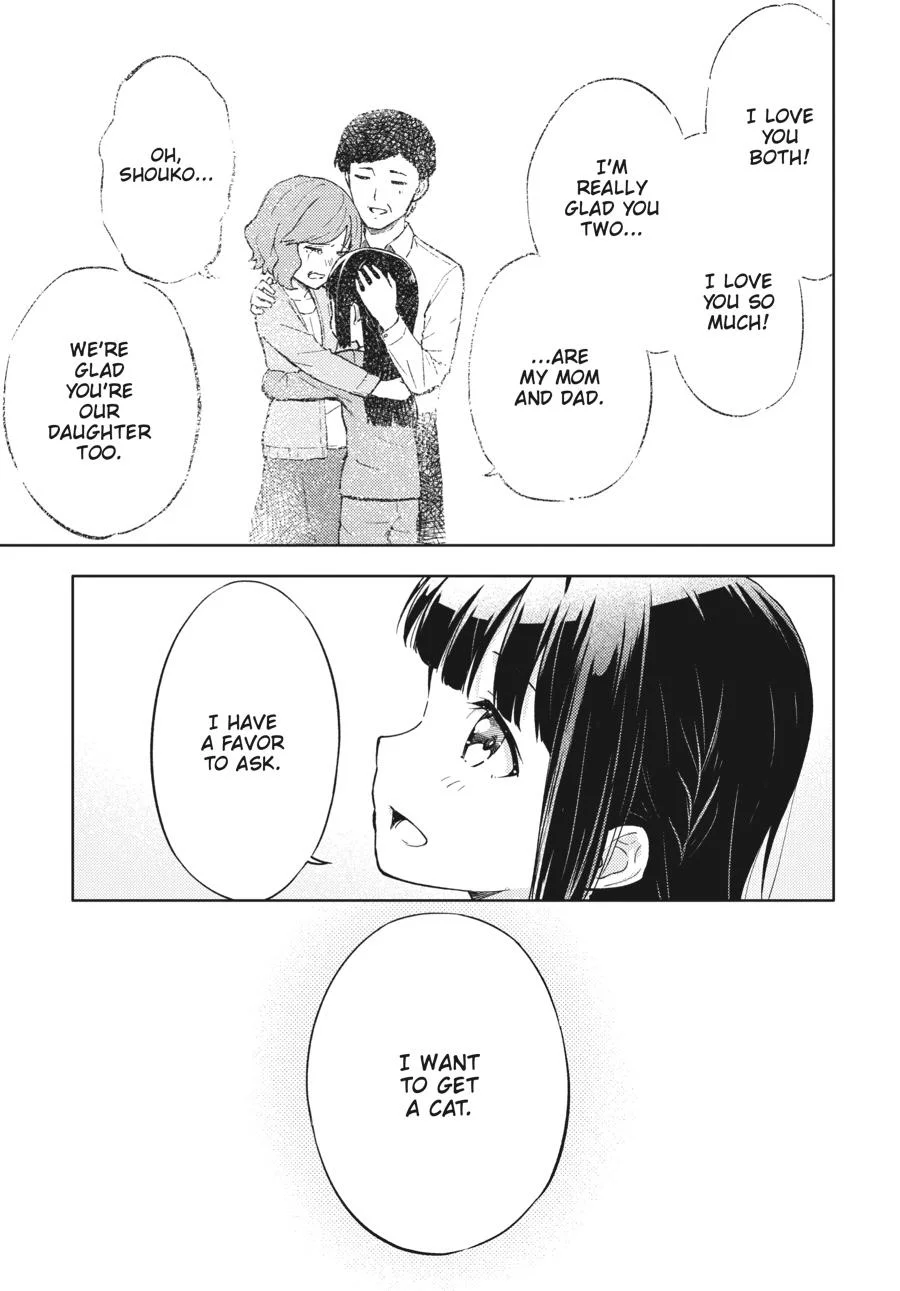 I LOVE
YOU
BOTH!
I LOVE
YOU SO
MUCH!
I'M
REALLY
GLAD YOU
TWO...
...ARE
MY MOM
AND DAD.
OH,
SHOUKO...
WE'RE
GLAD
YOU'RE
OUR
DAUGHTER
TOO.
I HAVE
A FAVOR
TO ASK.
I WANT
TO GET
A CAT.